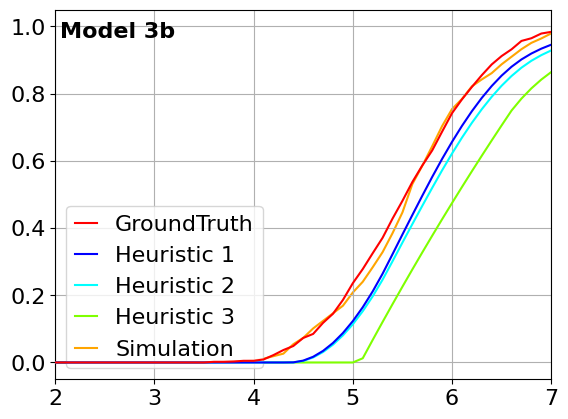 Model 3b
1.0
0.8
0.6
0.4
0.2
0.0
GroundTruth
Heuristic 1
Heuristic 2
Heuristic 3
Simulation
2 3 4 5 6 7